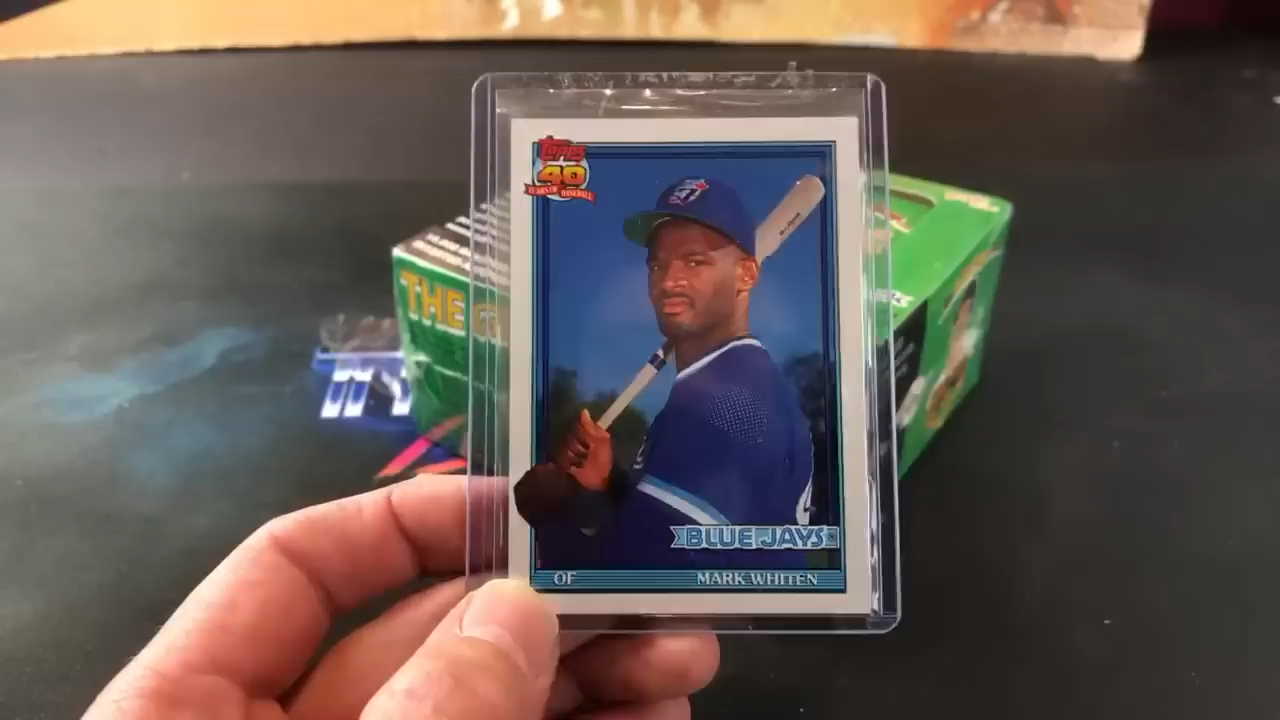 Topps
40
YEARS OF BASEBALL
THE
BLUE JAYS
OF MARK WHITEN